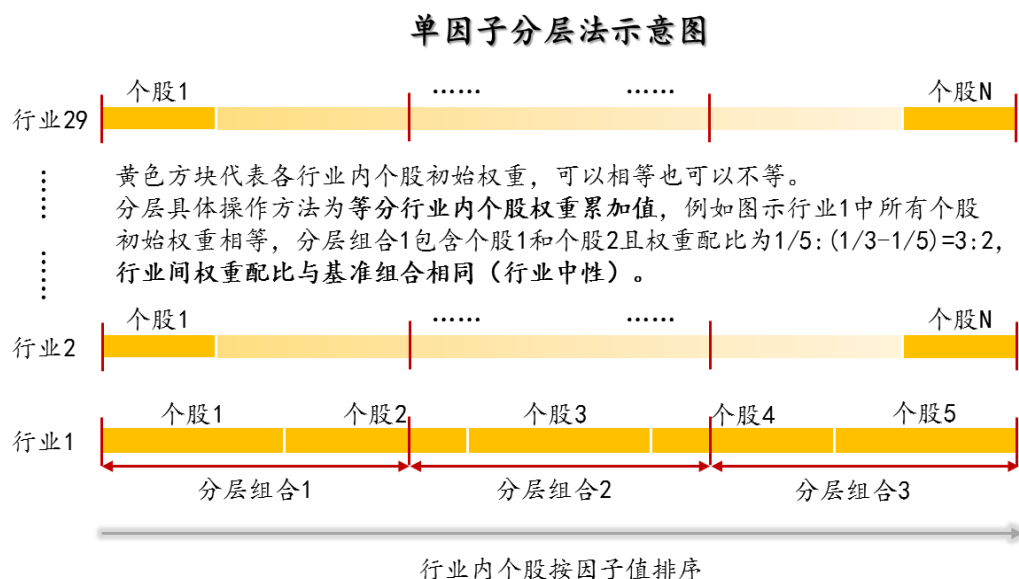 单因子分层法示意图
个股1 …… …… 个股N
行业29
黄色方块代表各行业内个股初始权重，可以相等也可以不等。
分层具体操作方法为等分行业内个股权重累加值，例如图示行业1中所有个股
初始权重相等，分层组合1包含个股1和个股2且权重配比为1/5:(1/3-1/5)=3:2，
行业间权重配比与基准组合相同（行业中性）。
……
……
个股1 …… …… 个股N
行业2
个股1 个股2 个股3 个股4 个股5
行业1
分层组合1 分层组合2 分层组合3
行业内个股按因子值排序